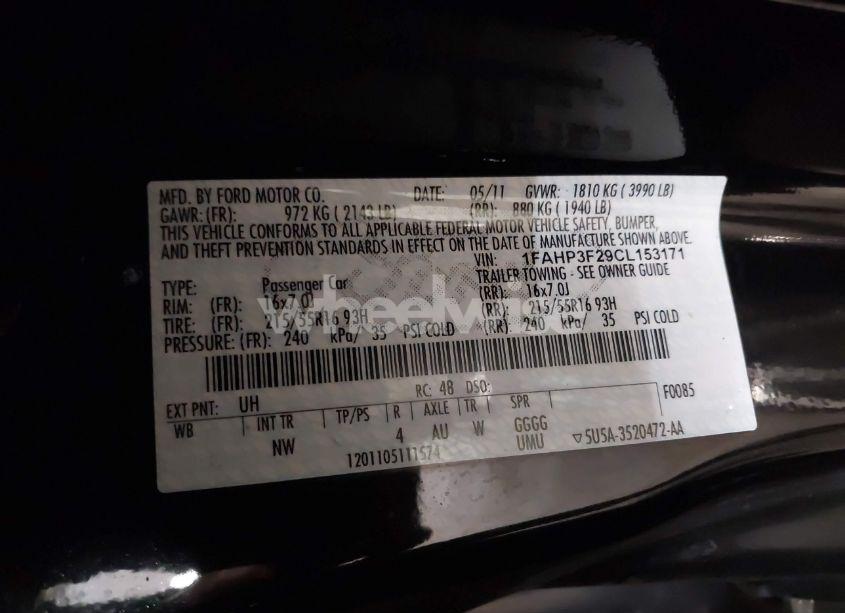 MFD. BY FORD MOTOR CO. DATE: 05/11 GVWR: 1810 KG ( 3990 LB)
GAWR: (FR): 972 KG ( 2143 LB) (RR): 880 KG ( 1940 LB)
THIS VEHICLE CONFORMS TO ALL APPLICABLE FEDERAL MOTOR VEHICLE SAFETY, BUMPER,
AND THEFT PREVENTION STANDARDS IN EFFECT ON THE DATE OF MANUFACTURE SHOWN ABOVE.
VIN: 1FAHP3F29CL153171
TYPE: Passenger Car TRAILER TOWING - SEE OWNER GUIDE
RIM: (FR): 16x7.0J (RR): 16x7.0J
TIRE: (FR): 215/55R16 93H (RR): 215/55R16 93H
PRESSURE: (FR): 240 kPa/ 35 PSI COLD (RR): 240 kPa/ 35 PSI COLD
wheelwise
RC: 48 DSO: F0085
EXT PNT: UH
WB INT TR TP/PS R AXLE TR SPR
NW 4 AU W GGGG
UMU
1201105111574 ▽5U5A-3520472-AA